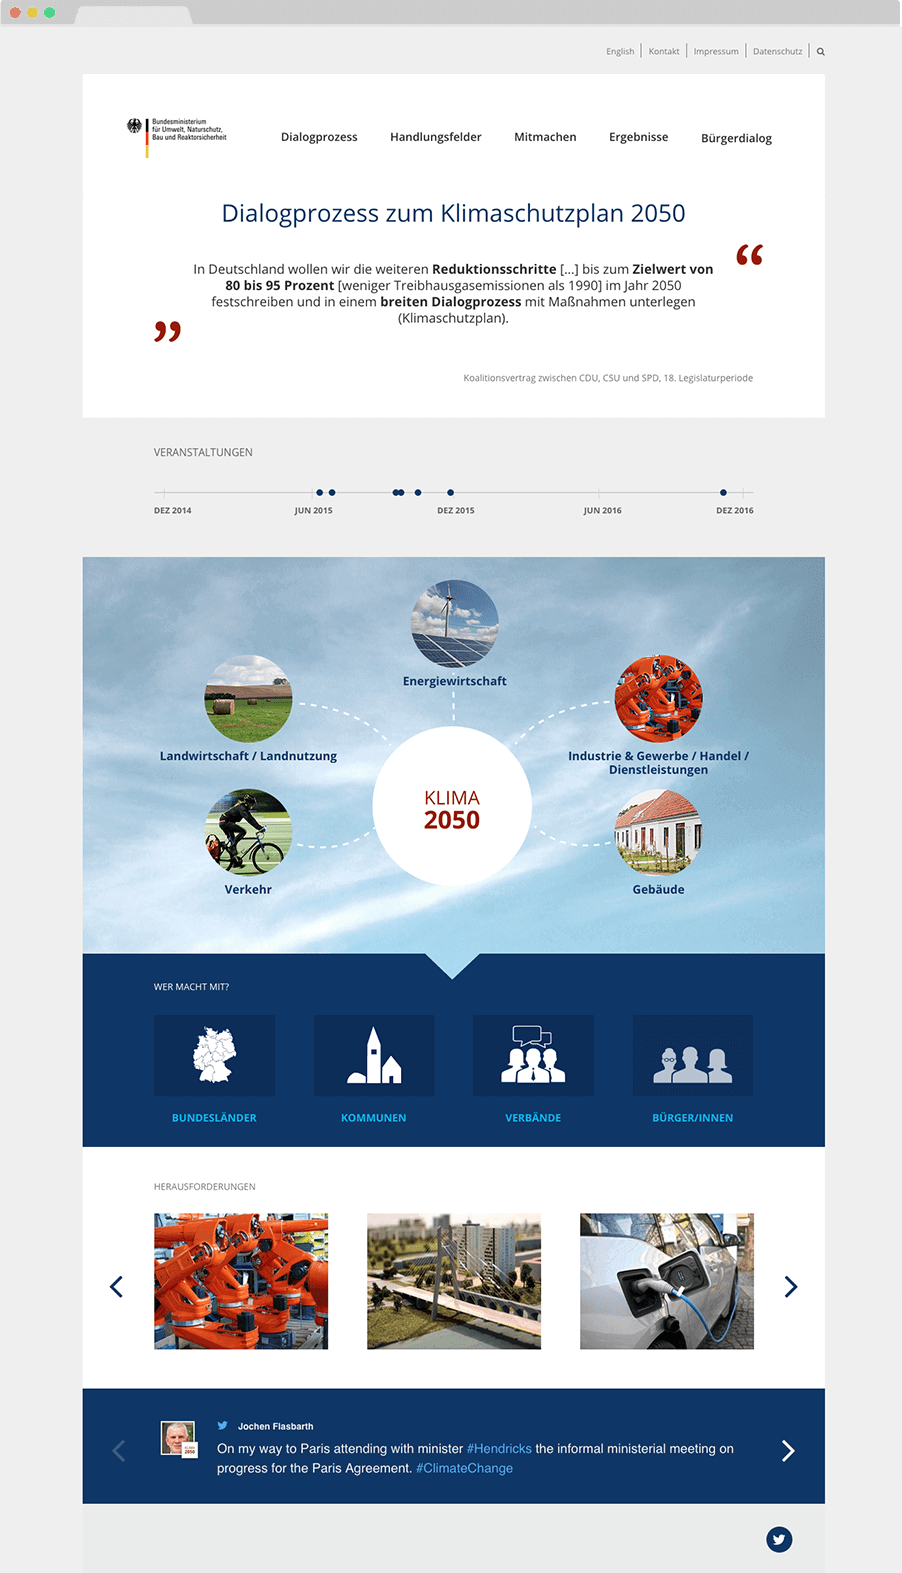 English
Kontakt
Impressum
Datenschutz
Bundesministerium
für Umwelt, Naturschutz,
Bau und Reaktorsicherheit
Dialogprozess
Handlungsfelder
Mitmachen
Ergebnisse
Bürgerdialog
Dialogprozess zum Klimaschutzplan 2050
“
In Deutschland wollen wir die weiteren Reduktionsschritte [...] bis zum Zielwert von
80 bis 95 Prozent [weniger Treibhausgasemissionen als 1990] im Jahr 2050
festschreiben und in einem breiten Dialogprozess mit Maßnahmen unterlegen
(Klimaschutzplan).
”
Koalitionsvertrag zwischen CDU, CSU und SPD, 18. Legislaturperiode
VERANSTALTUNGEN
DEZ 2014
JUN 2015
DEZ 2015
JUN 2016
DEZ 2016
Energiewirtschaft
Landwirtschaft / Landnutzung
Industrie & Gewerbe / Handel /
Dienstleistungen
KLIMA
2050
Verkehr
Gebäude
WER MACHT MIT?
BUNDESLÄNDER
KOMMUNEN
VERBÄNDE
BÜRGER/INNEN
HERAUSFORDERUNGEN
Jochen Flasbarth
On my way to Paris attending with minister #Hendricks the informal ministerial meeting on
progress for the Paris Agreement. #ClimateChange
KLIMA
2050